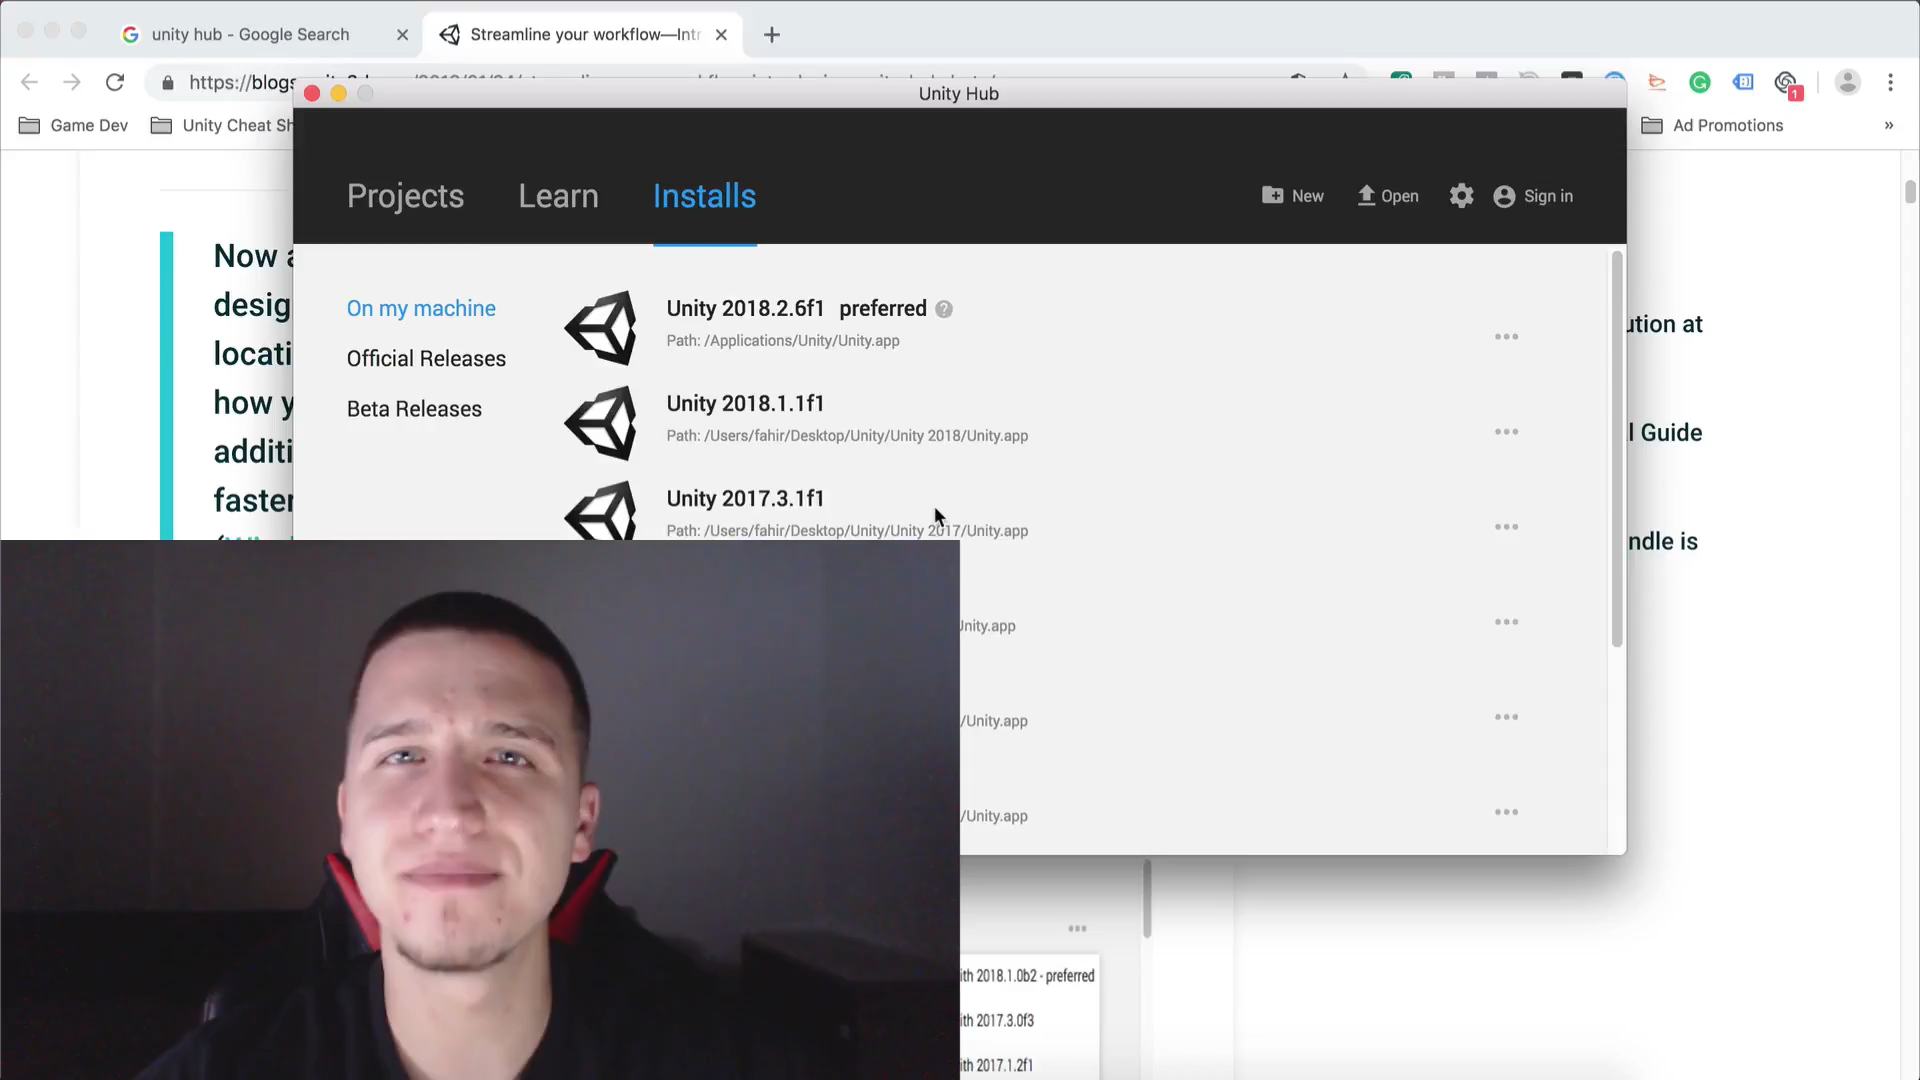 unity hub - Google Search
Streamline your workflow—Intr
https://blogs
Unity Hub
Game Dev
Unity Cheat Sh
Ad Promotions
»
Projects
Learn
Installs
New
Open
Sign in
On my machine
Official Releases
Beta Releases
Unity 2018.2.6f1 preferred
Path: /Applications/Unity/Unity.app
Unity 2018.1.1f1
Path: /Users/fahir/Desktop/Unity/Unity 2018/Unity.app
Unity 2017.3.1f1
Path: /Users/fahir/Desktop/Unity/Unity 2017/Unity.app
Unity.app
/Unity.app
/Unity.app
Now a
desig
locati
how y
additi
faster
ution at
l Guide
ndle is
ith 2018.1.0b2 - preferred
ith 2017.3.0f3
ith 2017.1.2f1